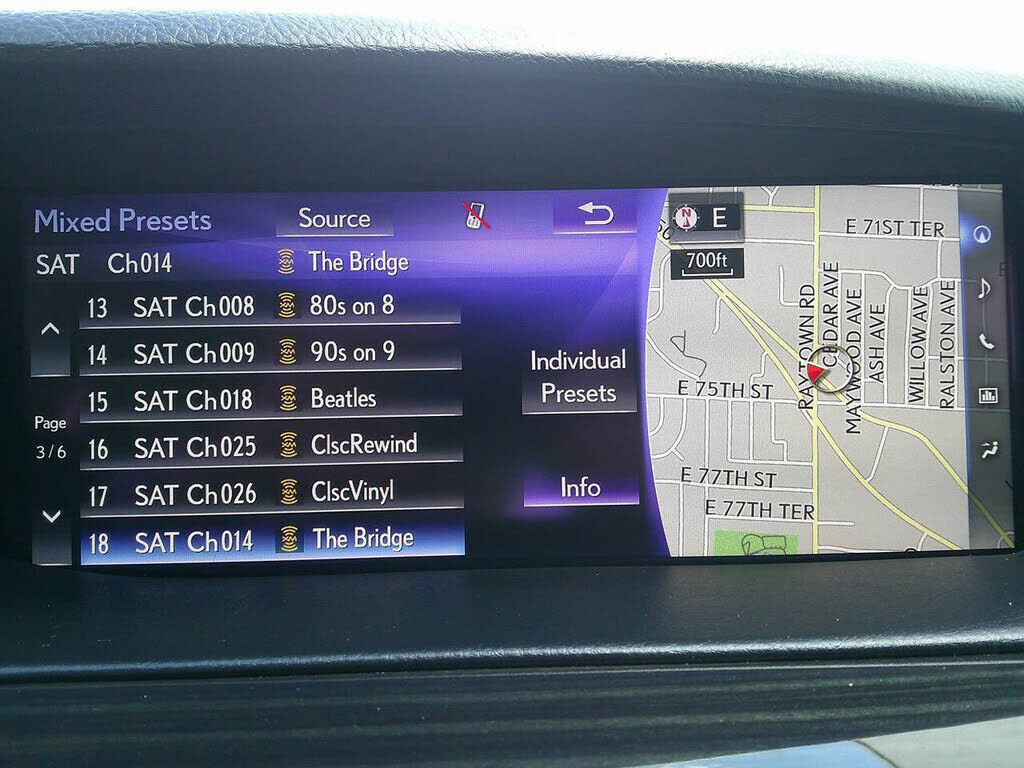 Mixed Presets
Source
SAT Ch014 The Bridge
13 SAT Ch008 80s on 8
14 SAT Ch009 90s on 9
15 SAT Ch018 Beatles
16 SAT Ch025 ClscRewind
17 SAT Ch026 ClscVinyl
18 SAT Ch014 The Bridge
Page
3/6
Individual
Presets
Info
N E
700ft
E 71ST TER
RAYTOWN RD
CEDAR AVE
MAYWOOD AVE
ASH AVE
WILLOW AVE
RALSTON AVE
E 75TH ST
E 77TH ST
E 77TH TER